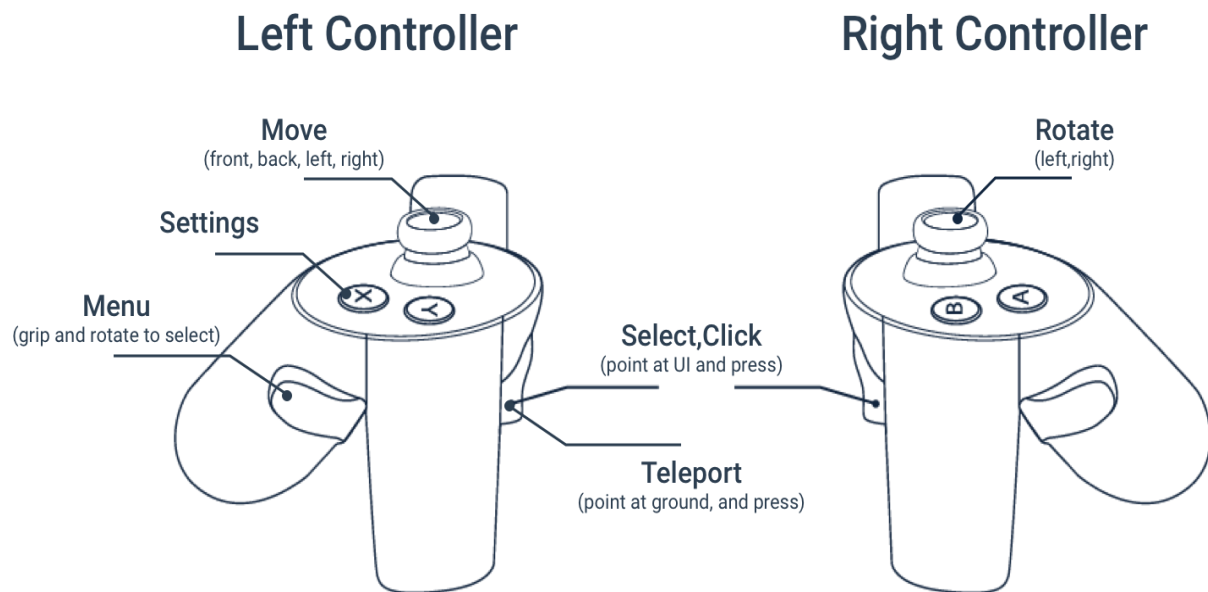 Left Controller
Right Controller
Move
(front, back, left, right)
Rotate
(left,right)
Settings
X
Y
B
A
Menu
(grip and rotate to select)
Select,Click
(point at UI and press)
Teleport
(point at ground, and press)